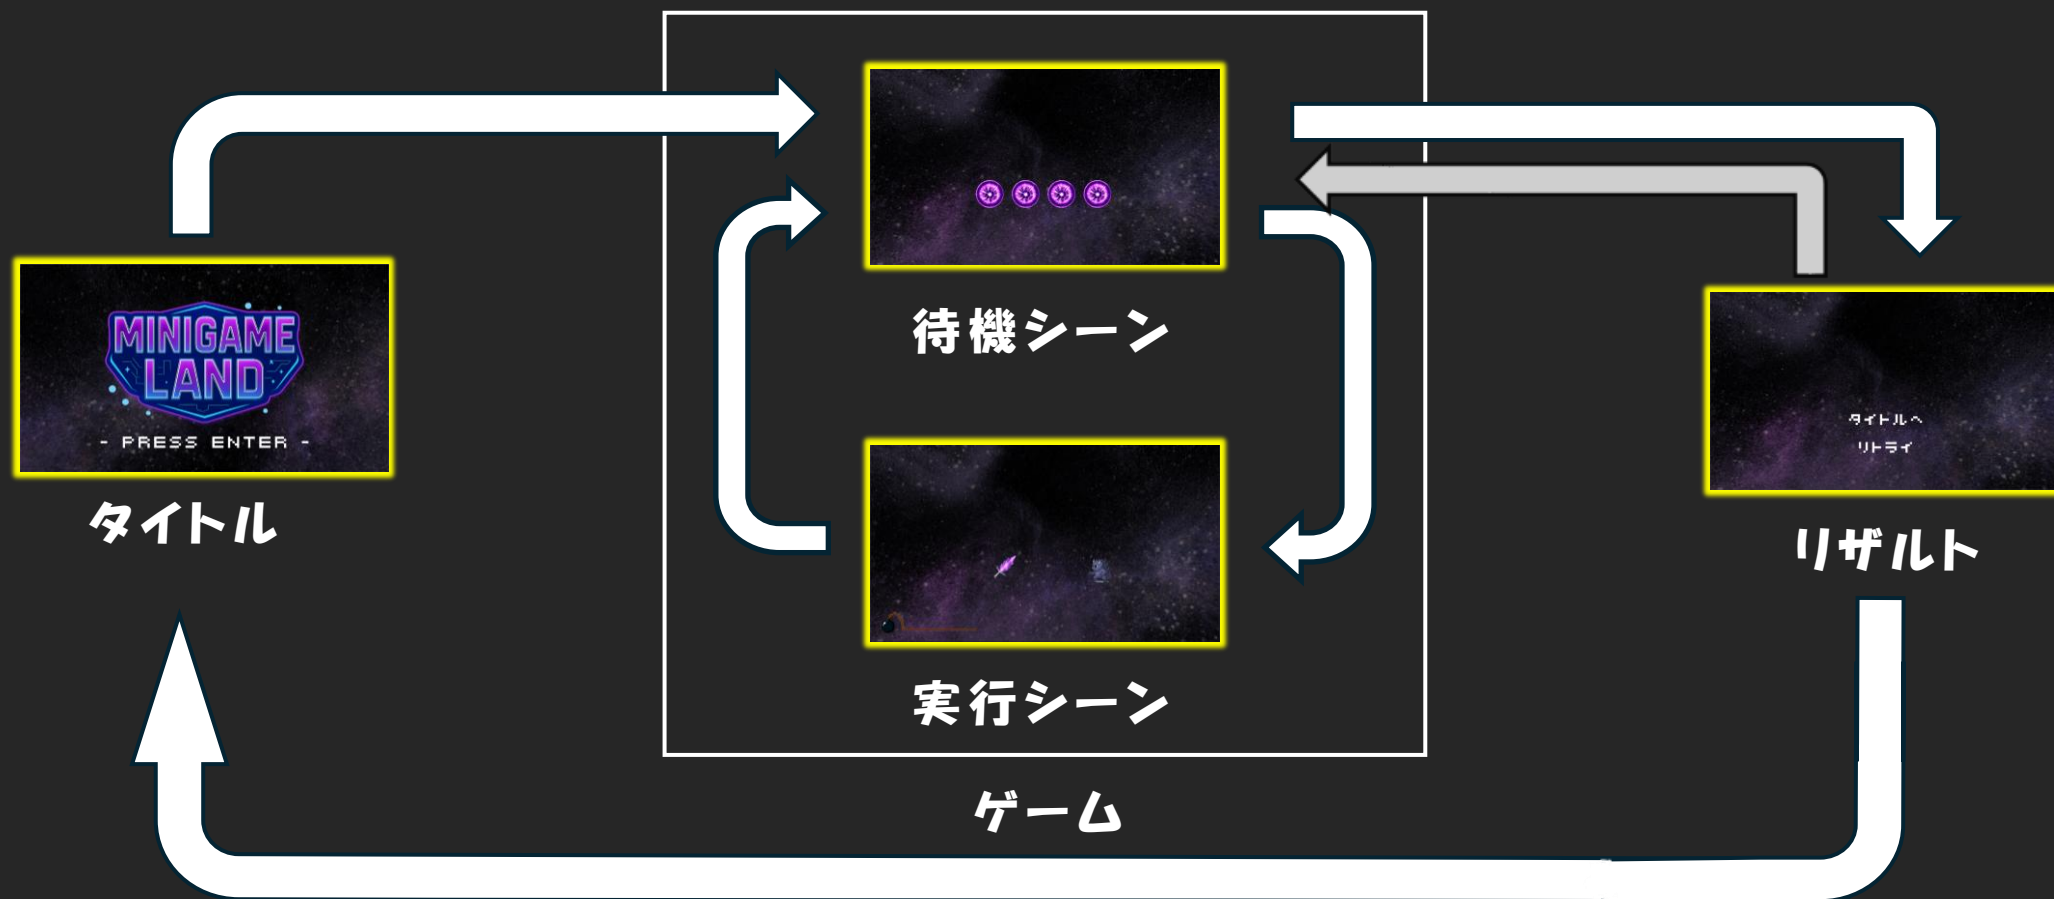 MINIGAME
LAND
- PRESS ENTER -
タイトル
待機シーン
実行シーン
ゲーム
タイトルへ
リトライ
リザルト